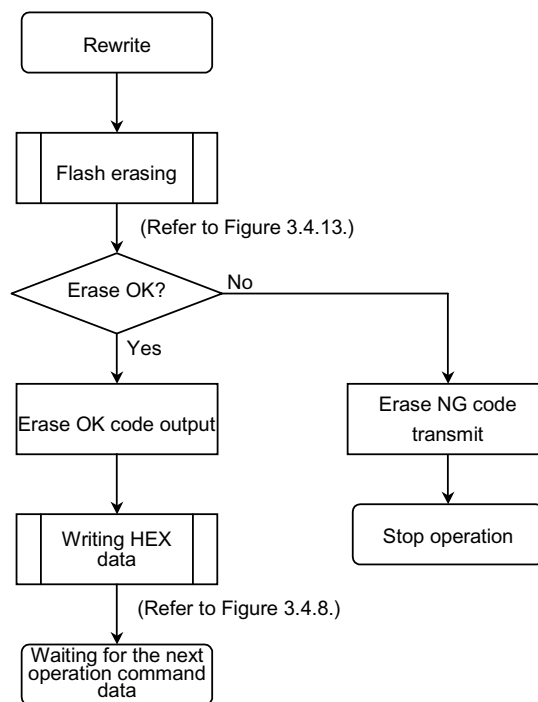 Rewrite
Flash erasing
(Refer to Figure 3.4.13.)
Erase OK?
No
Yes
Erase OK code output
Erase NG code
transmit
Writing HEX
data
Stop operation
(Refer to Figure 3.4.8.)
Waiting for the next
operation command
data